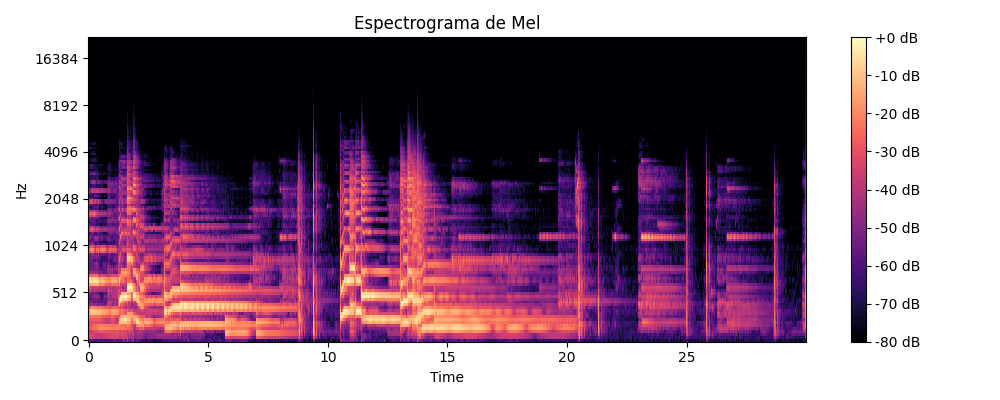 Espectrograma de Mel
Hz
16384
8192
4096
2048
1024
512
0
0 5 10 15 20 25
Time
+0 dB
-10 dB
-20 dB
-30 dB
-40 dB
-50 dB
-60 dB
-70 dB
-80 dB